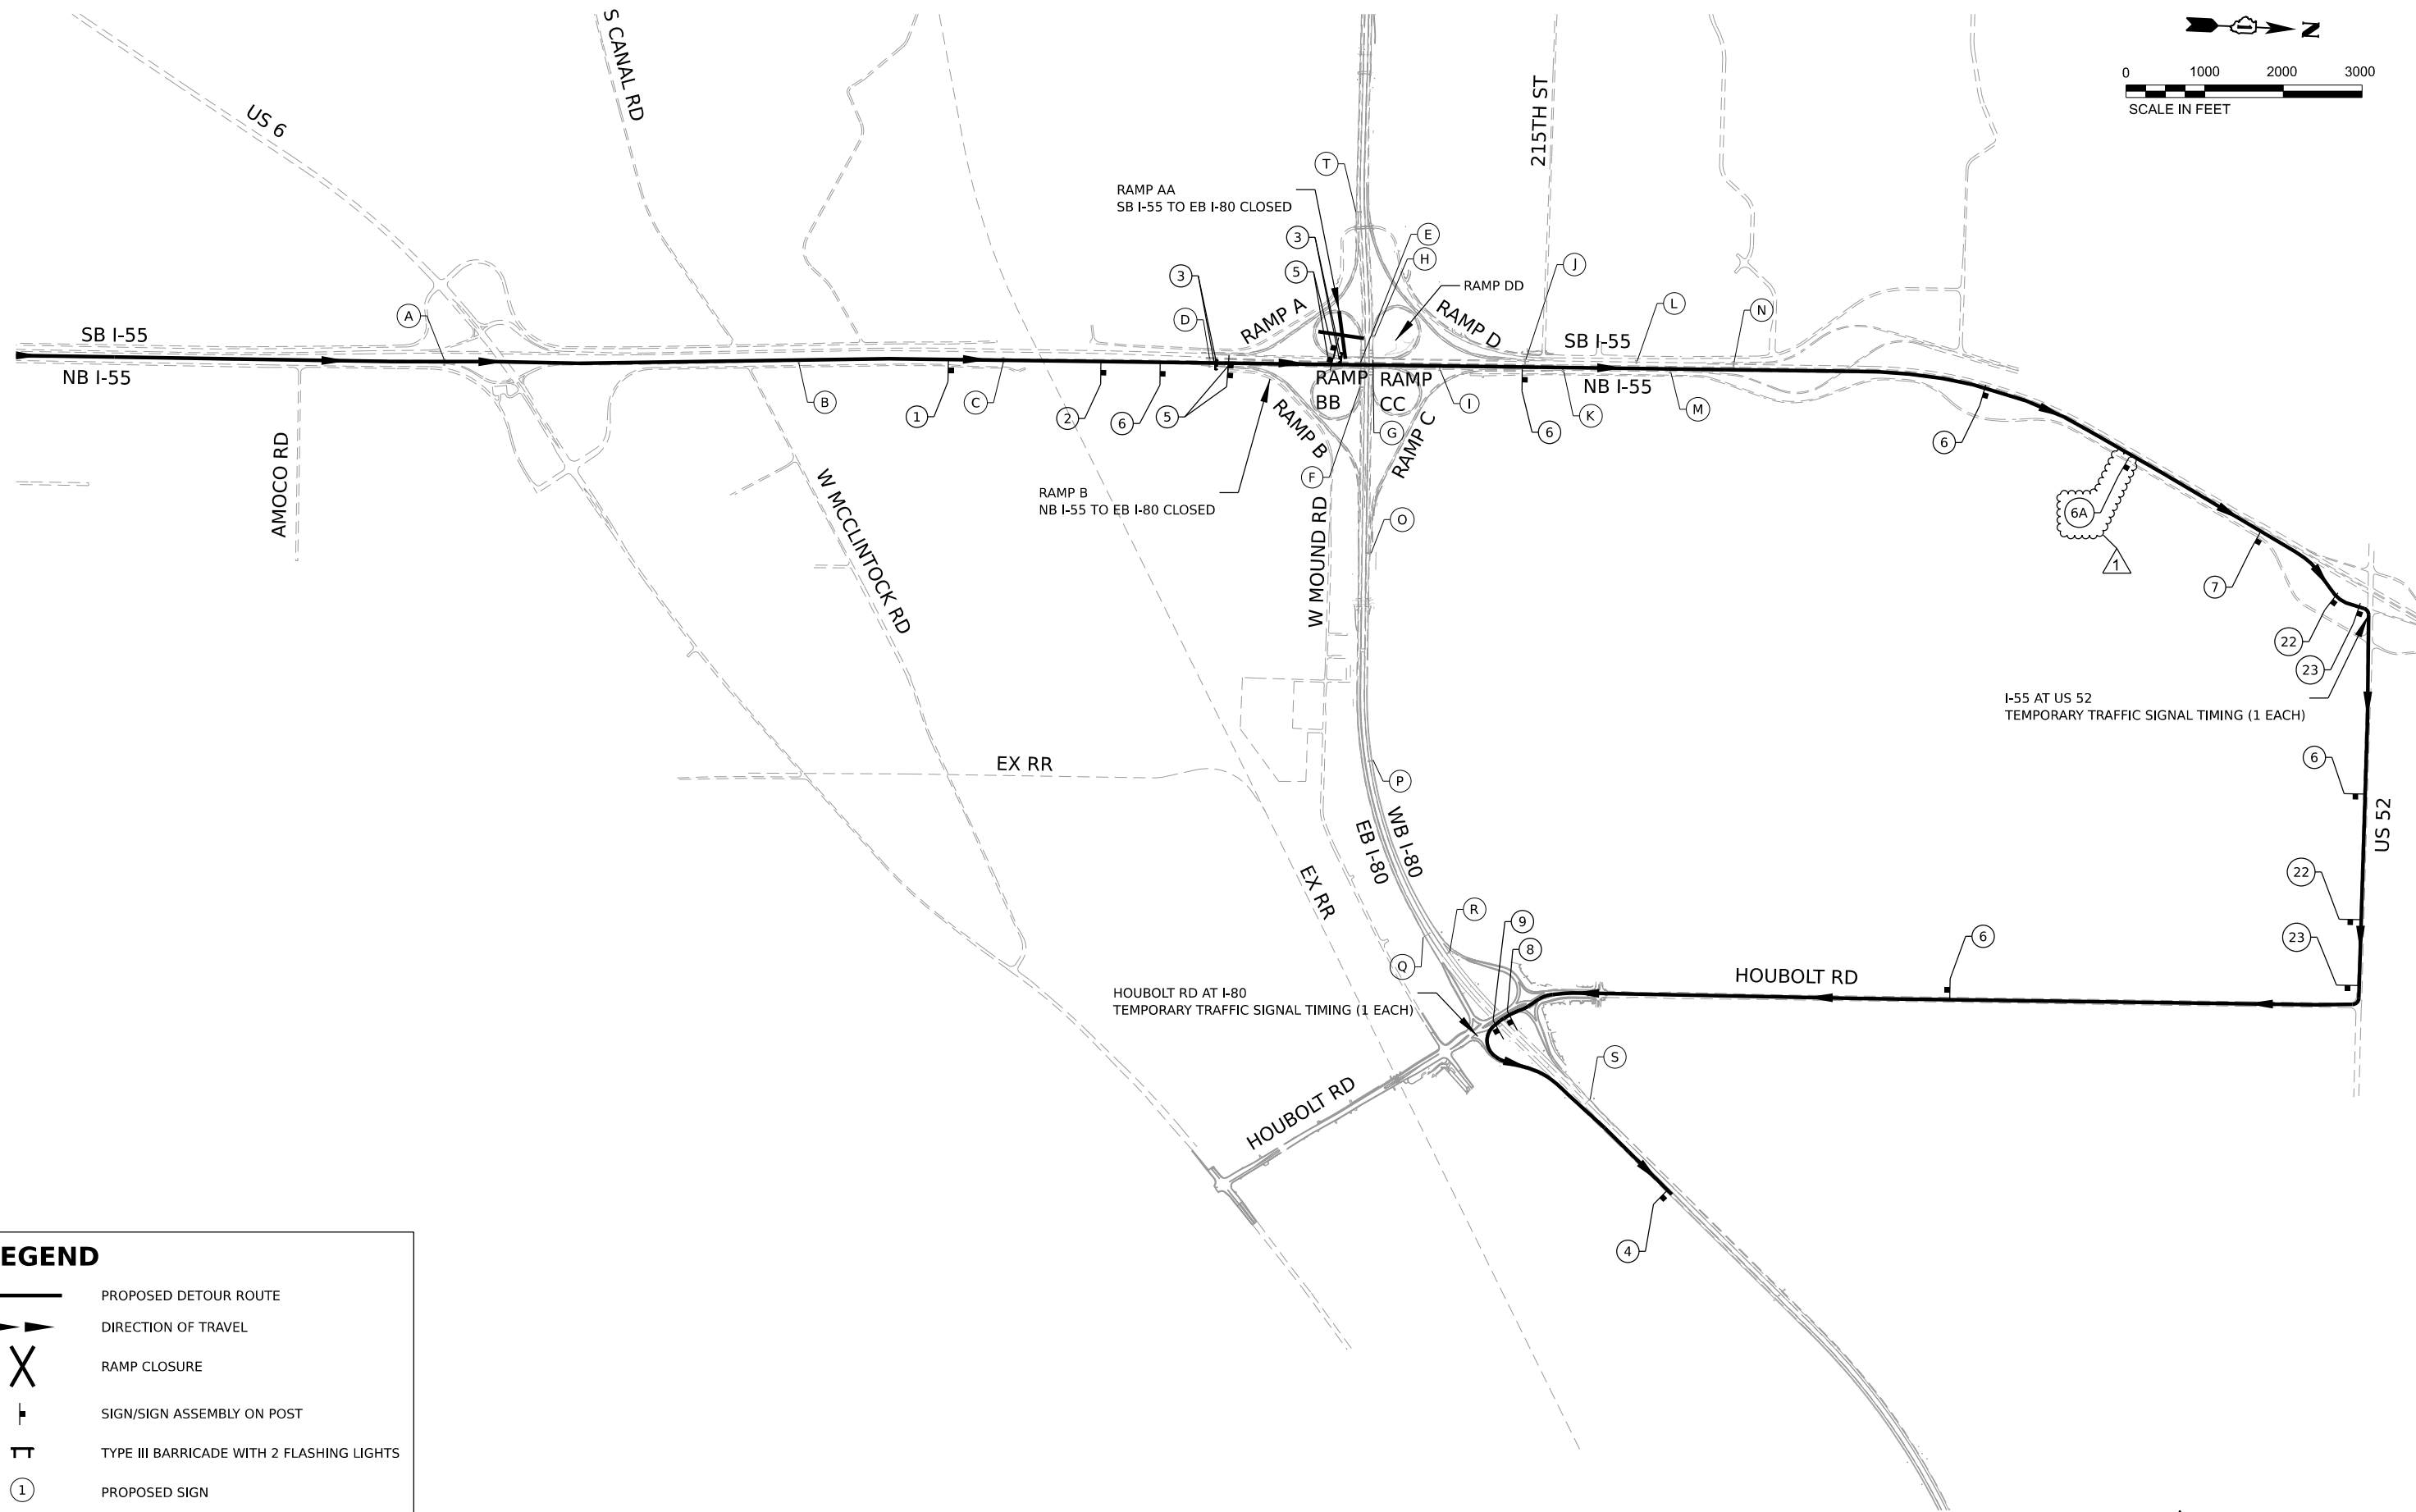 N
0 1000 2000 3000
SCALE IN FEET
S CANAL RD
US 6
215TH ST
T
RAMP AA
SB I-55 TO EB I-80 CLOSED
3
E
5
H
J
3
RAMP DD
L
N
A
D
RAMP A
RAMP D
SB I-55
SB I-55
NB I-55
NB I-55
RAMP
BB
RAMP
CC
B
1
C
2
6
5
I
K
M
G
6
6
RAMP B
RAMP C
F
AMOCO RD
W MCCLINTOCK RD
RAMP B
NB I-55 TO EB I-80 CLOSED
W MOUND RD
O
6A
1
7
22
23
I-55 AT US 52
TEMPORARY TRAFFIC SIGNAL TIMING (1 EACH)
EX RR
P
6
EB I-80
WB I-80
US 52
EX RR
22
R
9
8
6
23
Q
HOUBOLT RD
HOUBOLT RD AT I-80
TEMPORARY TRAFFIC SIGNAL TIMING (1 EACH)
S
HOUBOLT RD
4
EGEND
PROPOSED DETOUR ROUTE
DIRECTION OF TRAVEL
RAMP CLOSURE
SIGN/SIGN ASSEMBLY ON POST
TYPE III BARRICADE WITH 2 FLASHING LIGHTS
1 PROPOSED SIGN